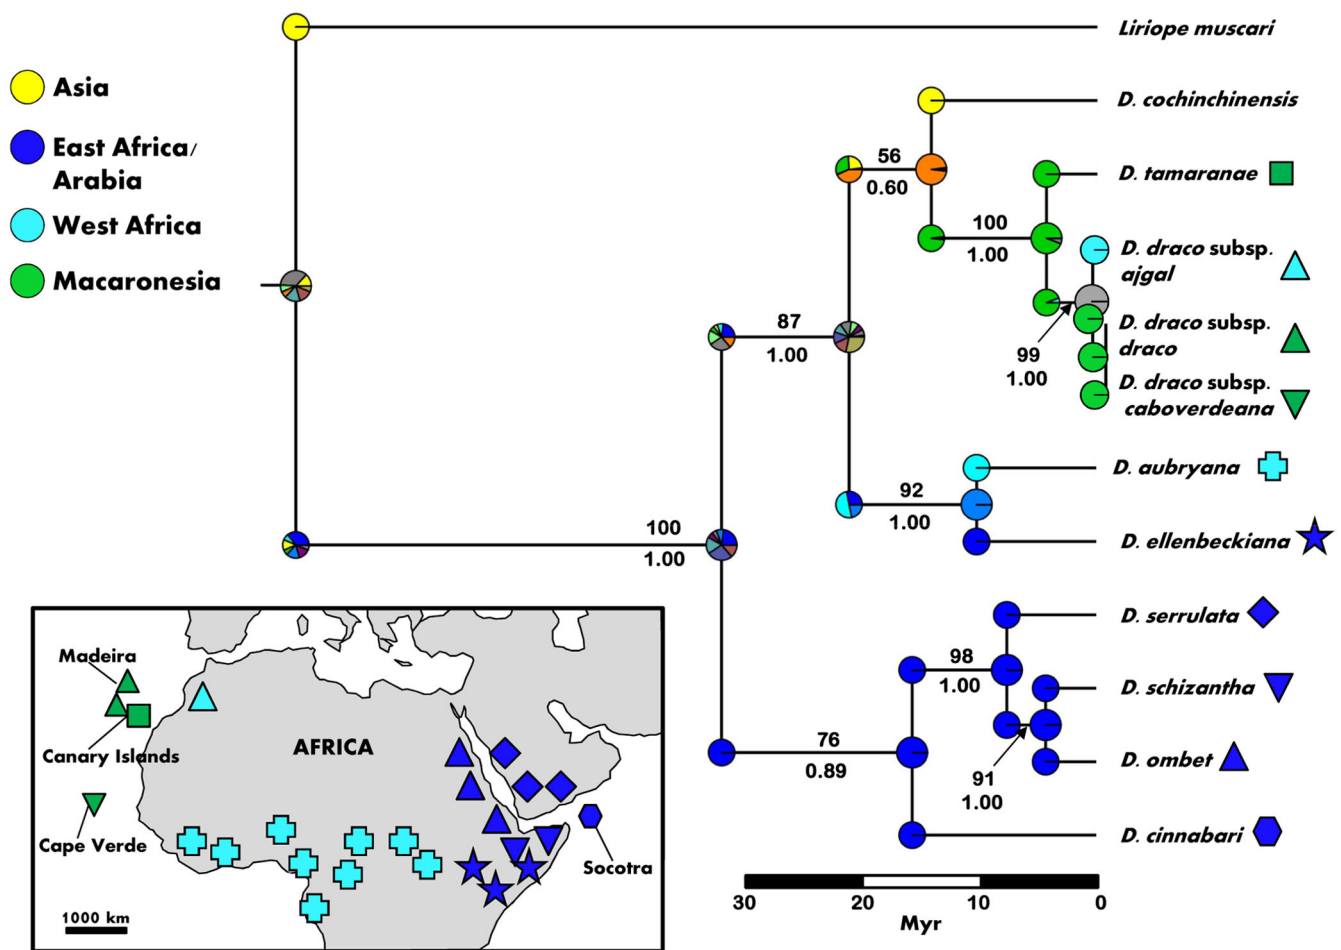 Liriope muscari
Asia
East Africa/
Arabia
West Africa
Macaronesia
D. cochinchinensis
D. tamaranae
D. draco subsp.
ajgal
D. draco subsp.
draco
D. draco subsp.
caboverdeana
D. aubryana
D. ellenbeckiana
D. serrulata
D. schizantha
D. ombet
D. cinnabari
56
0.60
100
1.00
99
1.00
87
1.00
92
1.00
100
1.00
98
1.00
91
1.00
76
0.89
30 20 10 0
Myr
Madeira
Canary Islands
Cape Verde
AFRICA
Socotra
1000 km